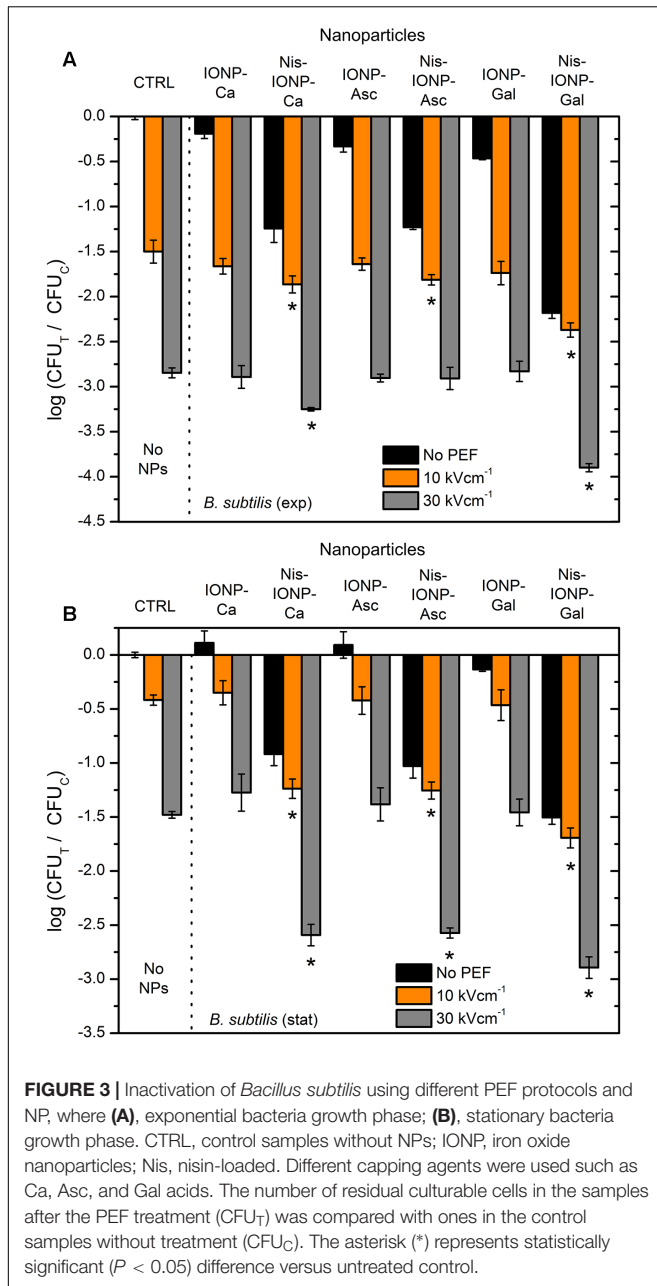 Nanoparticles
A
CTRL
IONP-
Ca
Nis-
IONP-
Ca
IONP-
Asc
Nis-
IONP-
Asc
IONP-
Gal
Nis-
IONP-
Gal
0.0
-0.5
-1.0
-1.5
-2.0
-2.5
-3.0
-3.5
-4.0
-4.5
log (CFU_T / CFU_C)
*
*
*
*
*
No
NPs
B. subtilis (exp)
No PEF
10 kVcm⁻¹
30 kVcm⁻¹
Nanoparticles
B
CTRL
IONP-
Ca
Nis-
IONP-
Ca
IONP-
Asc
Nis-
IONP-
Asc
IONP-
Gal
Nis-
IONP-
Gal
0.0
-0.5
-1.0
-1.5
-2.0
-2.5
-3.0
-3.5
log (CFU_T / CFU_C)
*
*
*
*
*
*
No
NPs
B. subtilis (stat)
No PEF
10 kVcm⁻¹
30 kVcm⁻¹
FIGURE 3 | Inactivation of Bacillus subtilis using different PEF protocols and
NP, where (A), exponential bacteria growth phase; (B), stationary bacteria
growth phase. CTRL, control samples without NPs; IONP, iron oxide
nanoparticles; Nis, nisin-loaded. Different capping agents were used such as
Ca, Asc, and Gal acids. The number of residual culturable cells in the samples
after the PEF treatment (CFU_T) was compared with ones in the control
samples without treatment (CFU_C). The asterisk (*) represents statistically
significant (P < 0.05) difference versus untreated control.